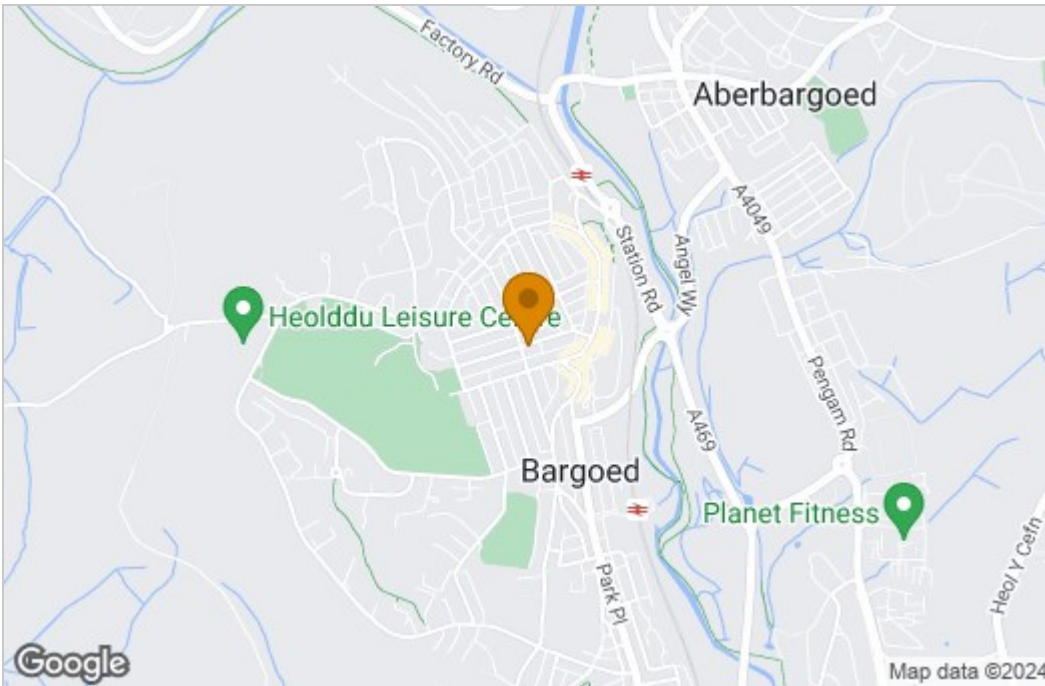 Factory Rd
Aberbargoed
A4049
Station Rd
Angel Wy
Heolddu Leisure Centre
Pengam Rd
A469
Bargoed
Planet Fitness
Heol Y Cefn
Park Pl
Google
Map data ©2024